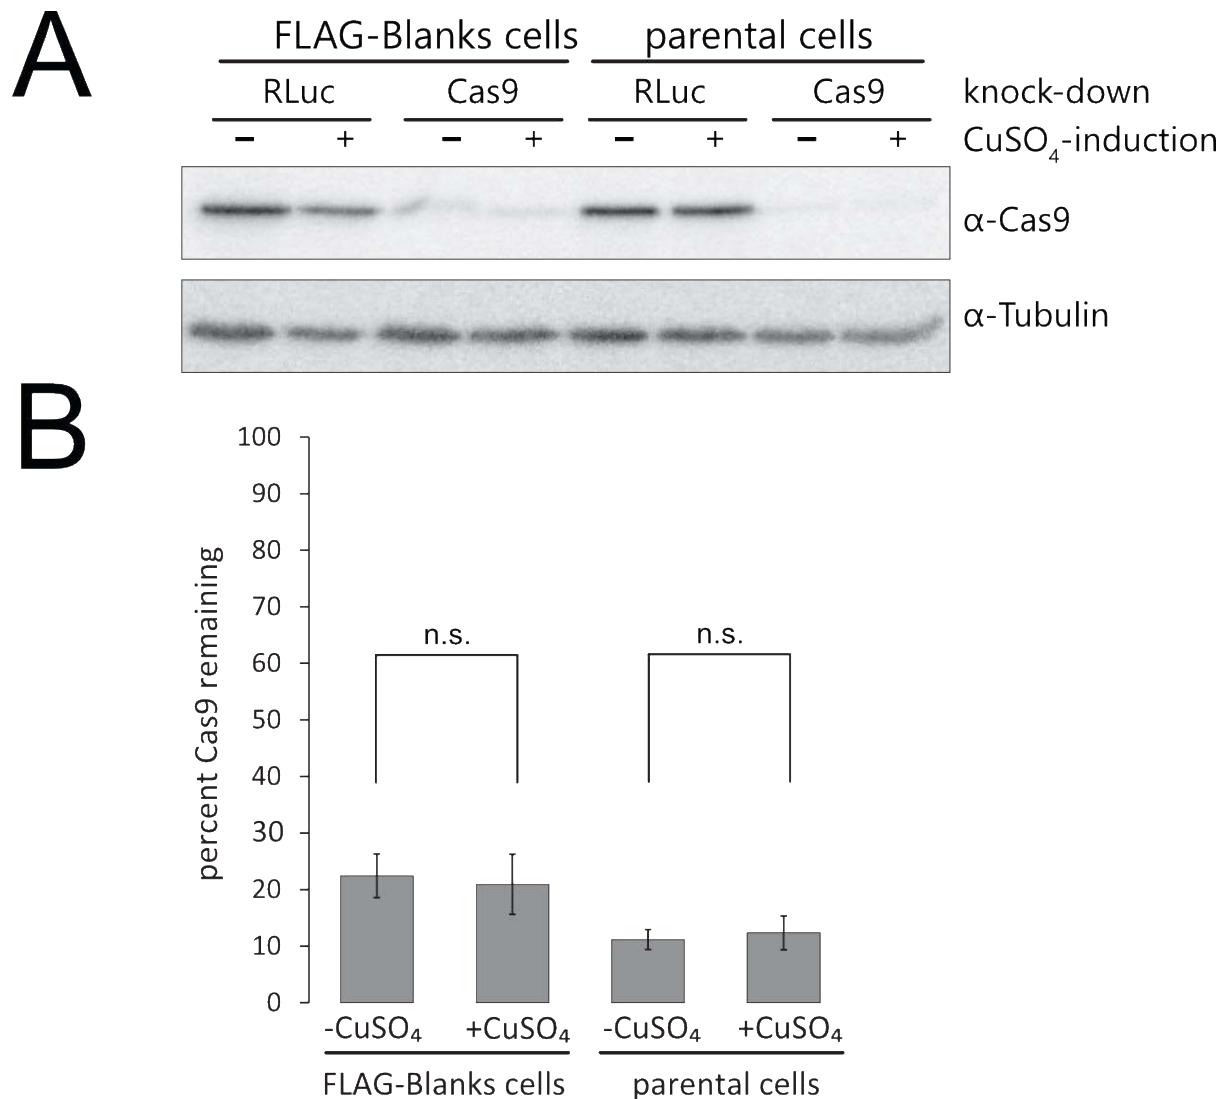 A
FLAG-Blanks cells parental cells
RLuc Cas9 RLuc Cas9 knock-down
− + − + − + − + CuSO₄-induction
α-Cas9
α-Tubulin
B
100
90
80
70
60
50
40
30
20
10
0
percent Cas9 remaining
n.s. n.s.
-CuSO₄ +CuSO₄ -CuSO₄ +CuSO₄
FLAG-Blanks cells parental cells